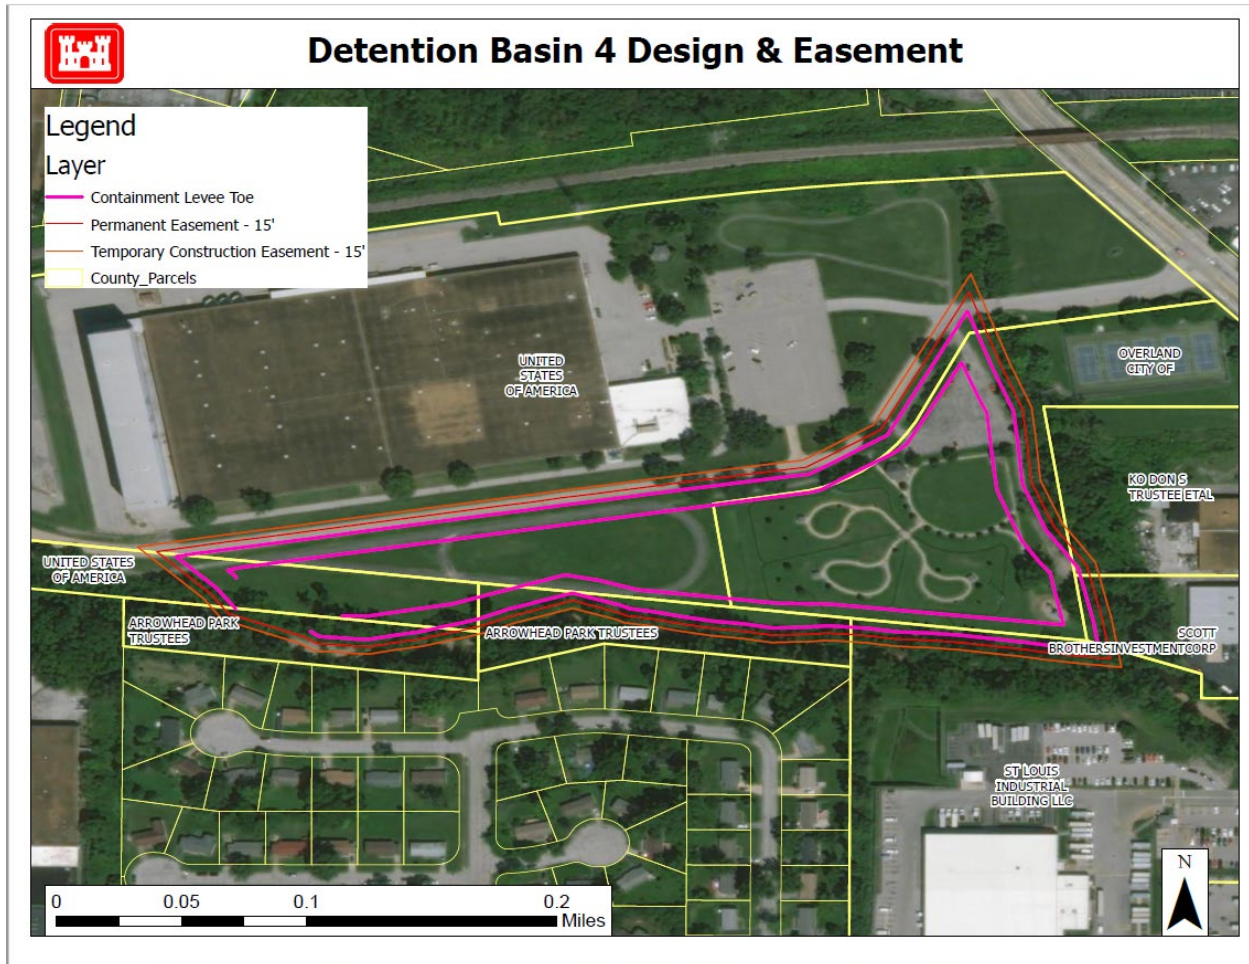 Detention Basin 4 Design & Easement
Legend
Layer
Containment Levee Toe
Permanent Easement - 15'
Temporary Construction Easement - 15'
County_Parcels
UNITED
STATES
OF AMERICA
OVERLAND
CITY OF
KO DON S
TRUSTEE ETAL
UNITED STATES
OF AMERICA
ARROWHEAD PARK
TRUSTEES
ARROWHEAD PARK TRUSTEES
SCOTT
BROTHERSINVESTMENTCORP
ST LOUIS
INDUSTRIAL
BUILDING LLC
N
0 0.05 0.1 0.2
Miles